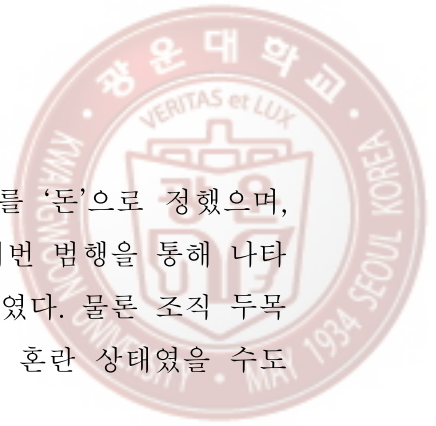 광운대학교
VERITAS et LUX
를 ‘돈’으로 정했으며,
번 범행을 통해 나타
였다. 물론 조직 두목
혼란 상태였을 수도
KWANGWOON UNIVERSITY • MAY 1934 SEOUL KOREA